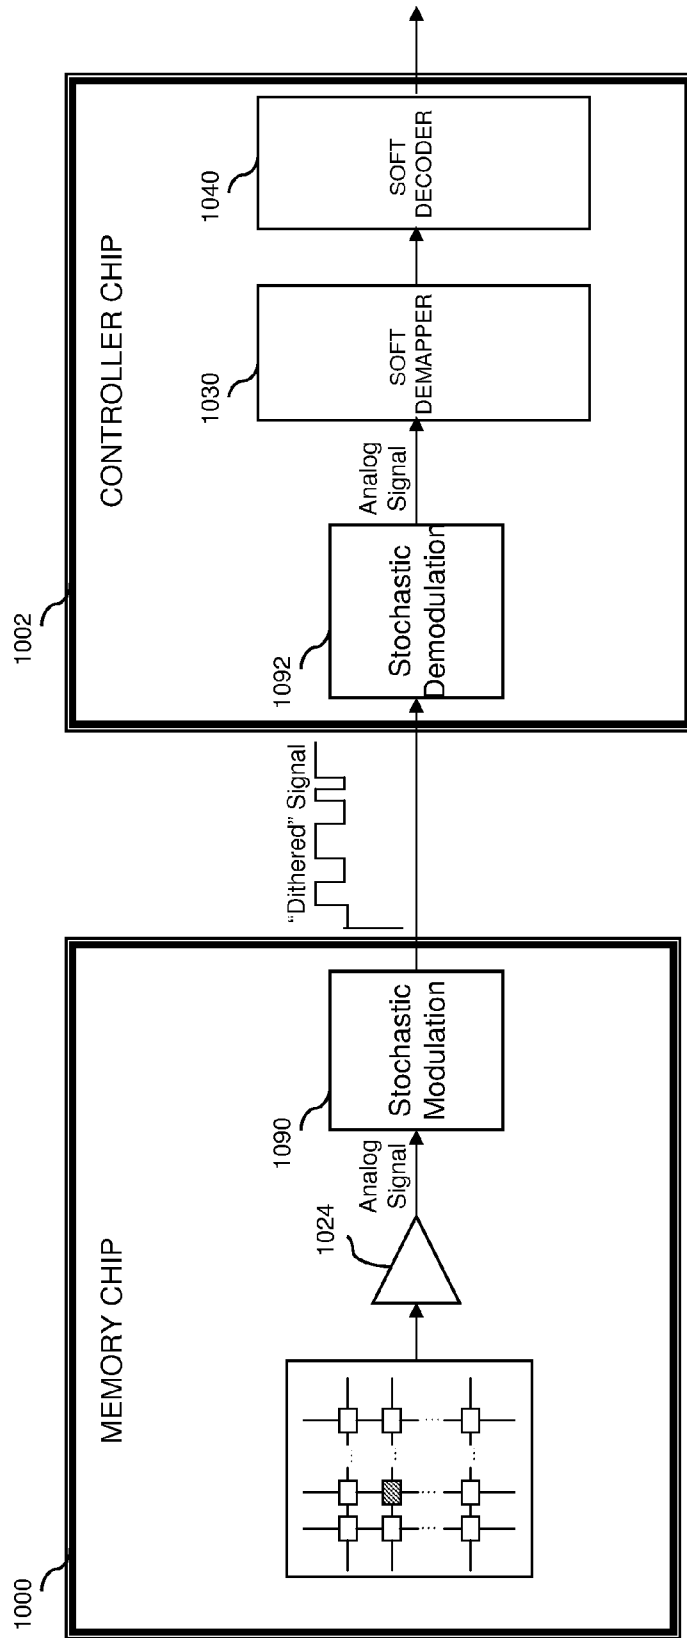 1000
MEMORY CHIP
1024
Analog
Signal
1090
Stochastic
Modulation
“Dithered” Signal
1002
CONTROLLER CHIP
1092
Stochastic
Demodulation
Analog
Signal
1030
SOFT
DEMAPPER
1040
SOFT
DECODER